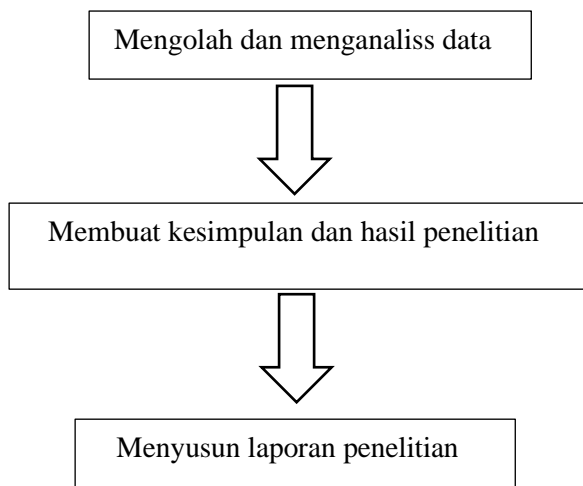 Mengolah dan menganaliss data
Membuat kesimpulan dan hasil penelitian
Menyusun laporan penelitian